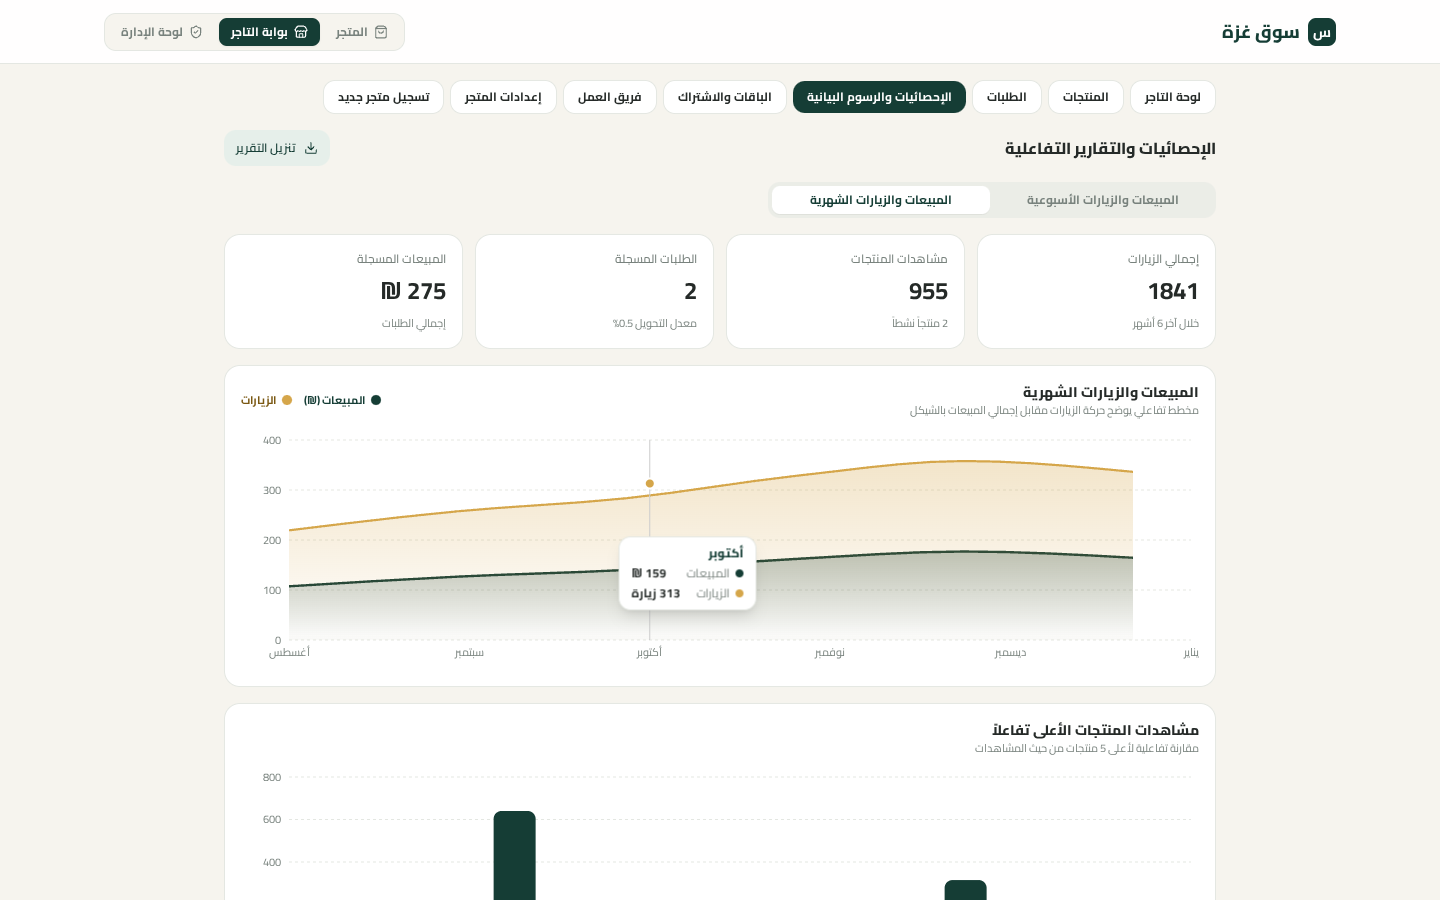 س سوق غزة
المتجر بوابة التاجر لوحة الإدارة
لوحة التاجر المنتجات الطلبات الإحصائيات والرسوم البيانية الباقات والاشتراك فريق العمل إعدادات المتجر تسجيل متجر جديد
الإحصائيات والتقارير التفاعلية
تنزيل التقرير
المبيعات والزيارات الأسبوعية المبيعات والزيارات الشهرية
إجمالي الزيارات
1841
خلال آخر 6 أشهر
مشاهدات المنتجات
955
2 منتجاً نشطاً
الطلبات المسجلة
2
معدل التحويل 0.5%
المبيعات المسجلة
275 ₪
إجمالي الطلبات
المبيعات والزيارات الشهرية
مخطط تفاعلي يوضح حركة الزيارات مقابل إجمالي المبيعات بالشيكل
المبيعات (₪) الزيارات
400
300
200
100
0
أكتوبر
المبيعات 159 ₪
الزيارات 313 زيارة
يناير ديسمبر نوفمبر أكتوبر سبتمبر أغسطس
مشاهدات المنتجات الأعلى تفاعلاً
مقارنة تفاعلية لأعلى 5 منتجات من حيث المشاهدات
800
600
400